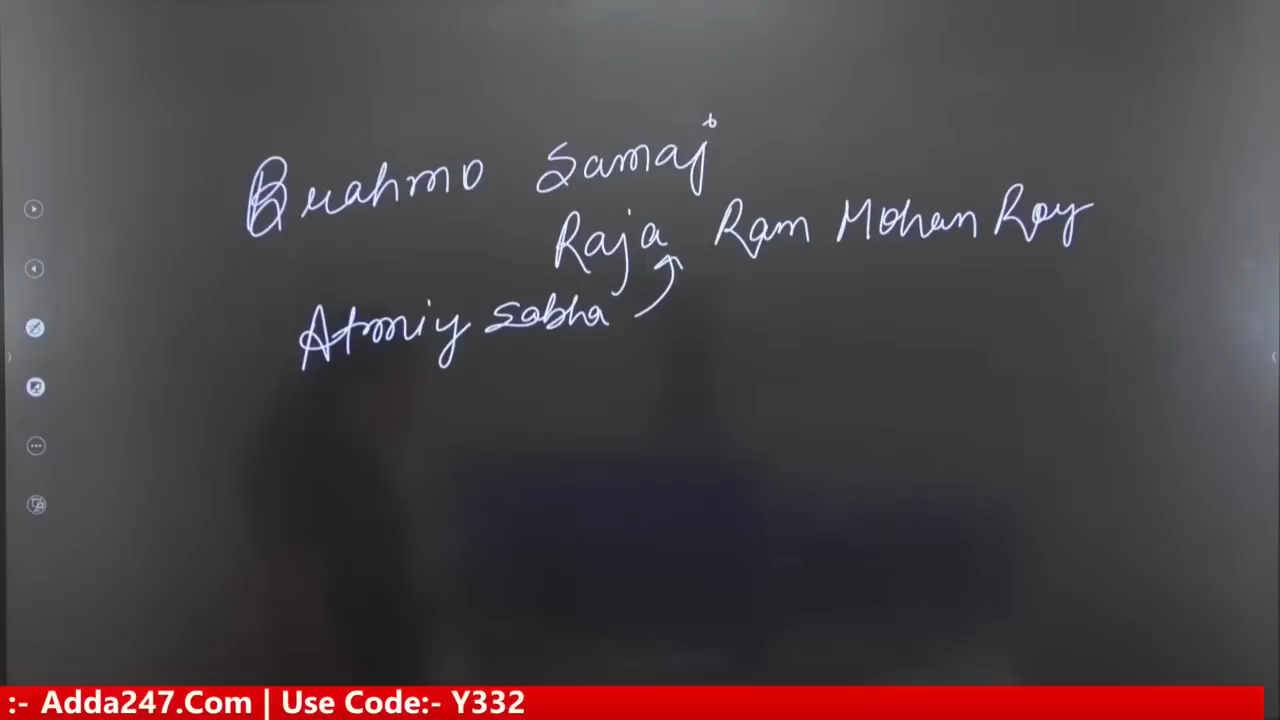 Brahmo Samaj
Raja Ram Mohan Roy
Atmiy Sabha
:- Adda247.Com | Use Code:- Y332